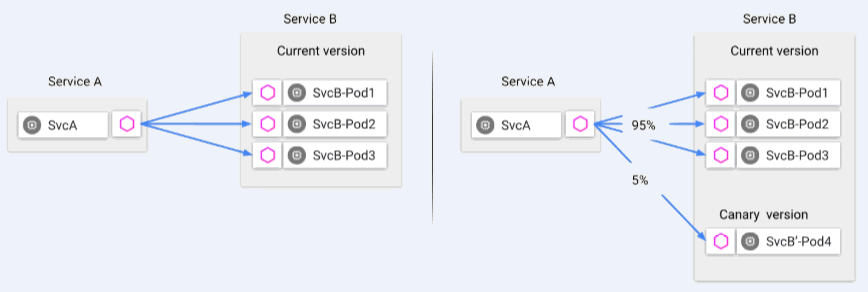 Service B
Current version
Service A
SvcA
SvcB-Pod1
SvcB-Pod2
SvcB-Pod3
Service B
Current version
Service A
SvcA
95%
5%
SvcB-Pod1
SvcB-Pod2
SvcB-Pod3
Canary version
SvcB'-Pod4